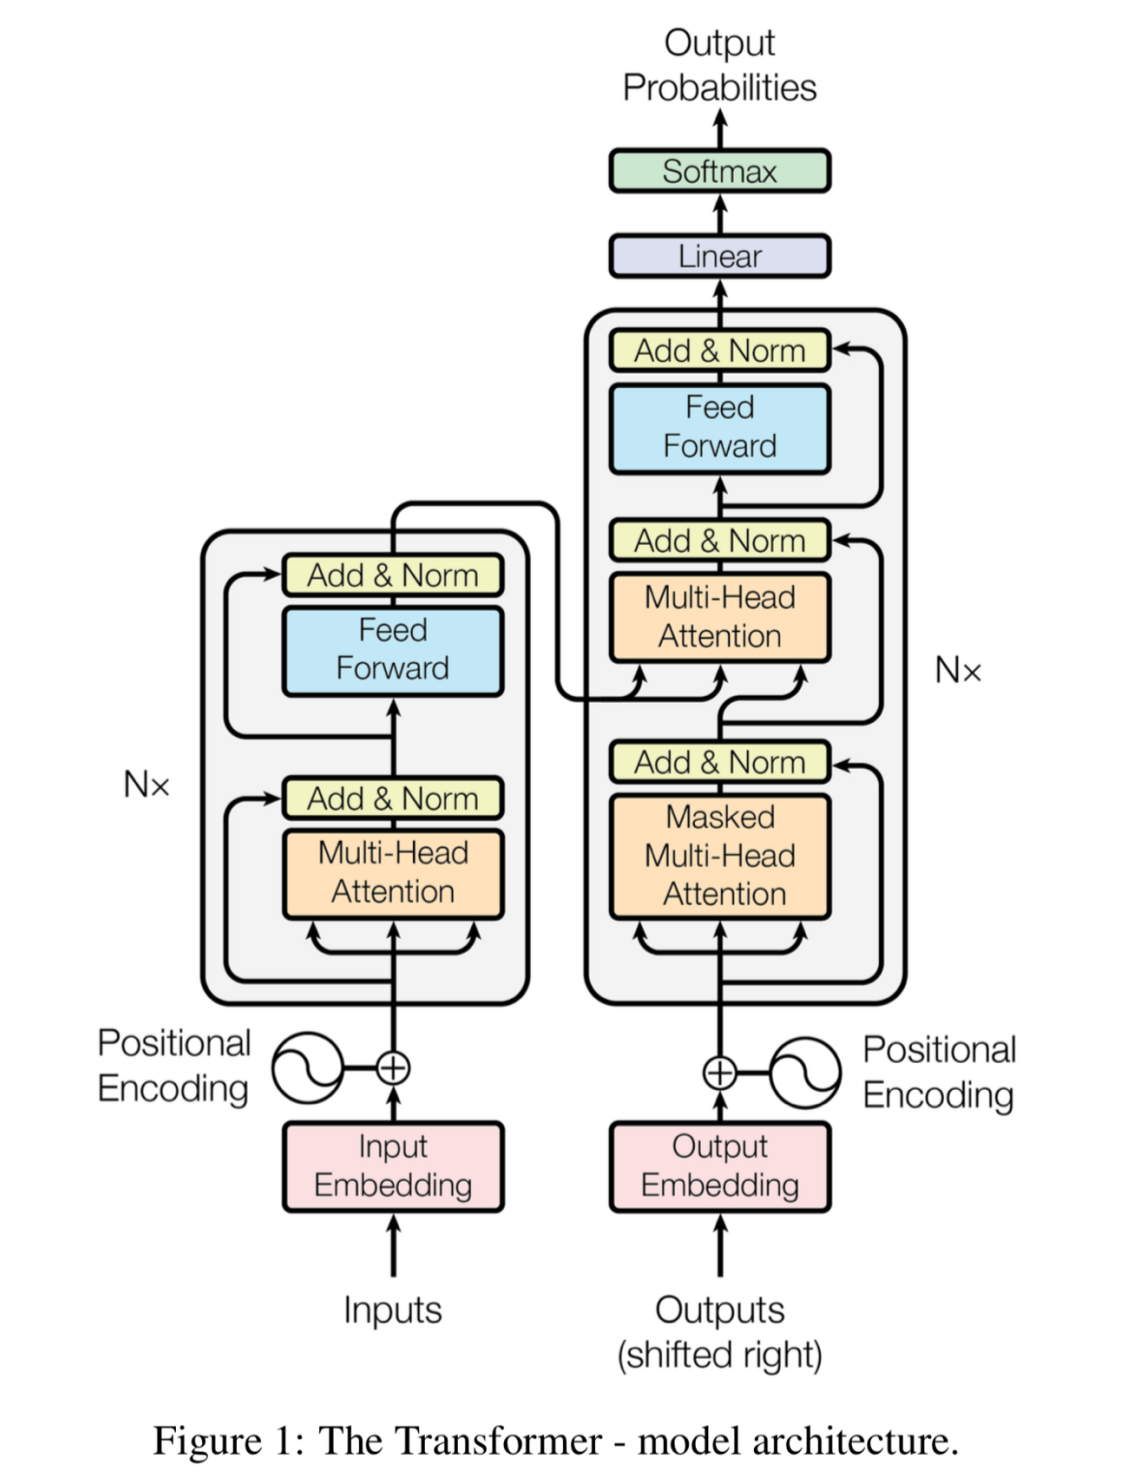 Output
Probabilities
Softmax
Linear
Add & Norm
Feed
Forward
Add & Norm
Multi-Head
Attention
Add & Norm
Masked
Multi-Head
Attention
Nx
Add & Norm
Feed
Forward
Add & Norm
Multi-Head
Attention
N×
Positional
Encoding
Positional
Encoding
Input
Embedding
Output
Embedding
Inputs
Outputs
(shifted right)
Figure 1: The Transformer - model architecture.